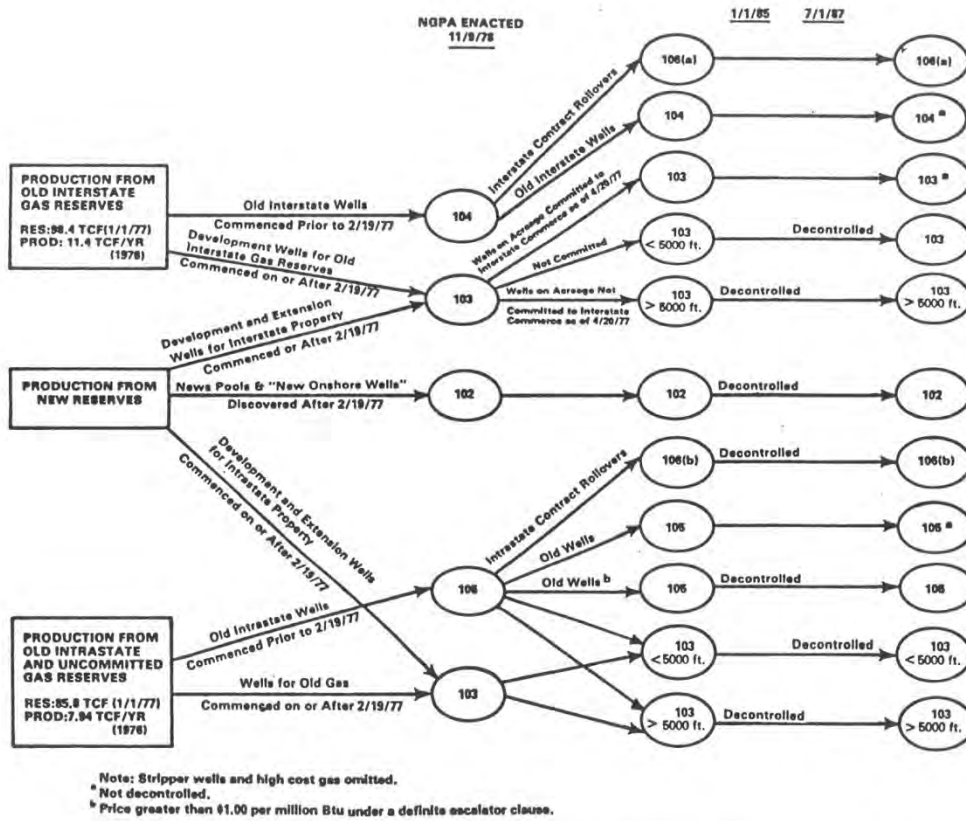 NGPA ENACTED
11/9/78
1/1/85 7/1/87
106(a)
106(a)
Interstate Contract Rollovers
104
104 a
Old Interstate Wells
PRODUCTION FROM
OLD INTERSTATE
GAS RESERVES
RES:98.4 TCF(1/1/77)
PROD: 11.4 TCF/YR
(1976)
Old Interstate Wells
Commenced Prior to 2/19/77
104
Wells on Acreage Committed to
Interstate Commerce as of 4/20/77
103
103 a
Development Wells for Old
Interstate Gas Reserves
Commenced on or After 2/19/77
Not Committed
103
< 5000 ft.
Decontrolled
103
103
Wells on Acreage Not
Committed to Interstate
Commerce as of 4/20/77
103
> 5000 ft.
Decontrolled
103
> 5000 ft.
Development and Extension
Wells for Interstate Property
Commenced or After 2/19/77
PRODUCTION FROM
NEW RESERVES
News Pools & "New Onshore Wells"
Discovered After 2/19/77
102
102
Decontrolled
102
Development and Extension Wells
for Intrastate Property
Commenced on or After 2/19/77
Intrastate Contract Rollovers
106(b)
Decontrolled
106(b)
Old Wells
105
105 a
105
Old Wells b
105
Decontrolled
105
PRODUCTION FROM
OLD INTRASTATE
AND UNCOMMITTED
GAS RESERVES
RES:85.8 TCF (1/1/77)
PROD:7.94 TCF/YR
(1976)
Old Intrastate Wells
Commenced Prior to 2/19/77
103
< 5000 ft.
Decontrolled
103
< 5000 ft.
Wells for Old Gas
Commenced on or After 2/19/77
103
103
> 5000 ft.
Decontrolled
103
> 5000 ft.
Note: Stripper wells and high cost gas omitted.
a Not decontrolled.
b Price greater than $1.00 per million Btu under a definite escalator clause.